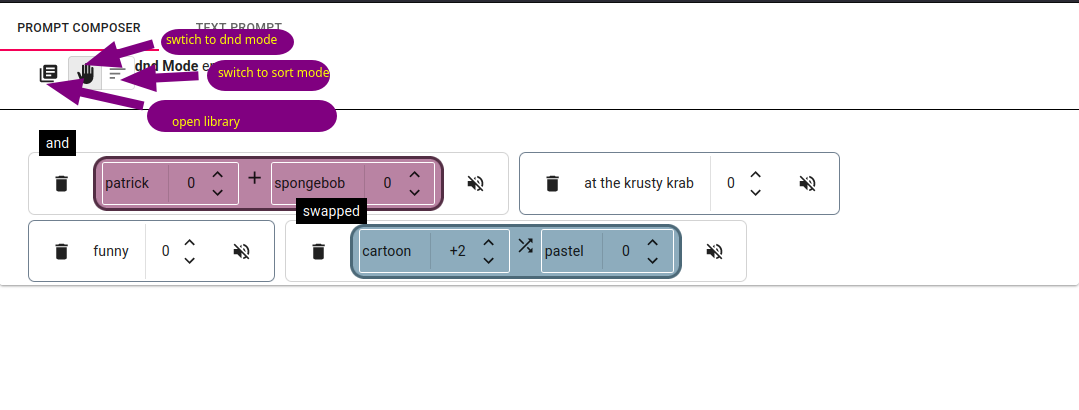 PROMPT COMPOSER
TEXT PROMPT
swtich to dnd mode
dnd Mode
switch to sort mode
open library
and
patrick 0 + spongebob 0
at the krusty krab 0
swapped
funny 0
cartoon +2 pastel 0